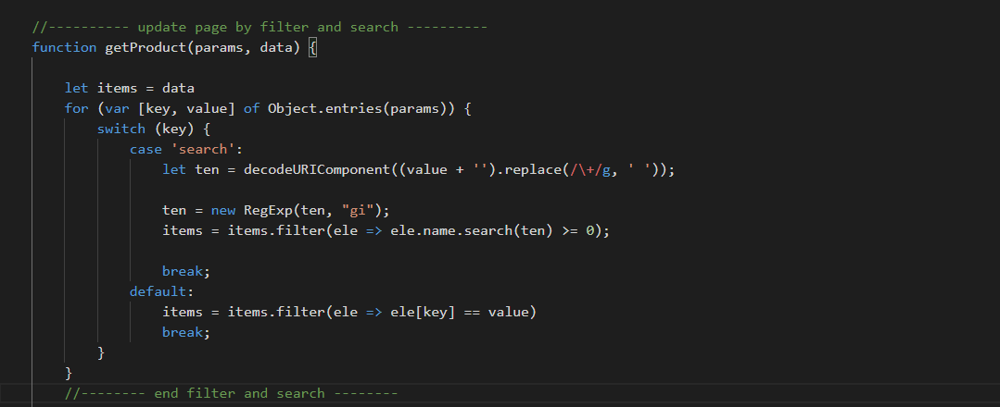 //---------- update page by filter and search ----------
function getProduct(params, data) {
let items = data
for (var [key, value] of Object.entries(params)) {
switch (key) {
case 'search':
let ten = decodeURIComponent((value + '').replace(/\+/g, ' '));
ten = new RegExp(ten, "gi");
items = items.filter(ele => ele.name.search(ten) >= 0);
break;
default:
items = items.filter(ele => ele[key] == value)
break;
}
}
//-------- end filter and search --------